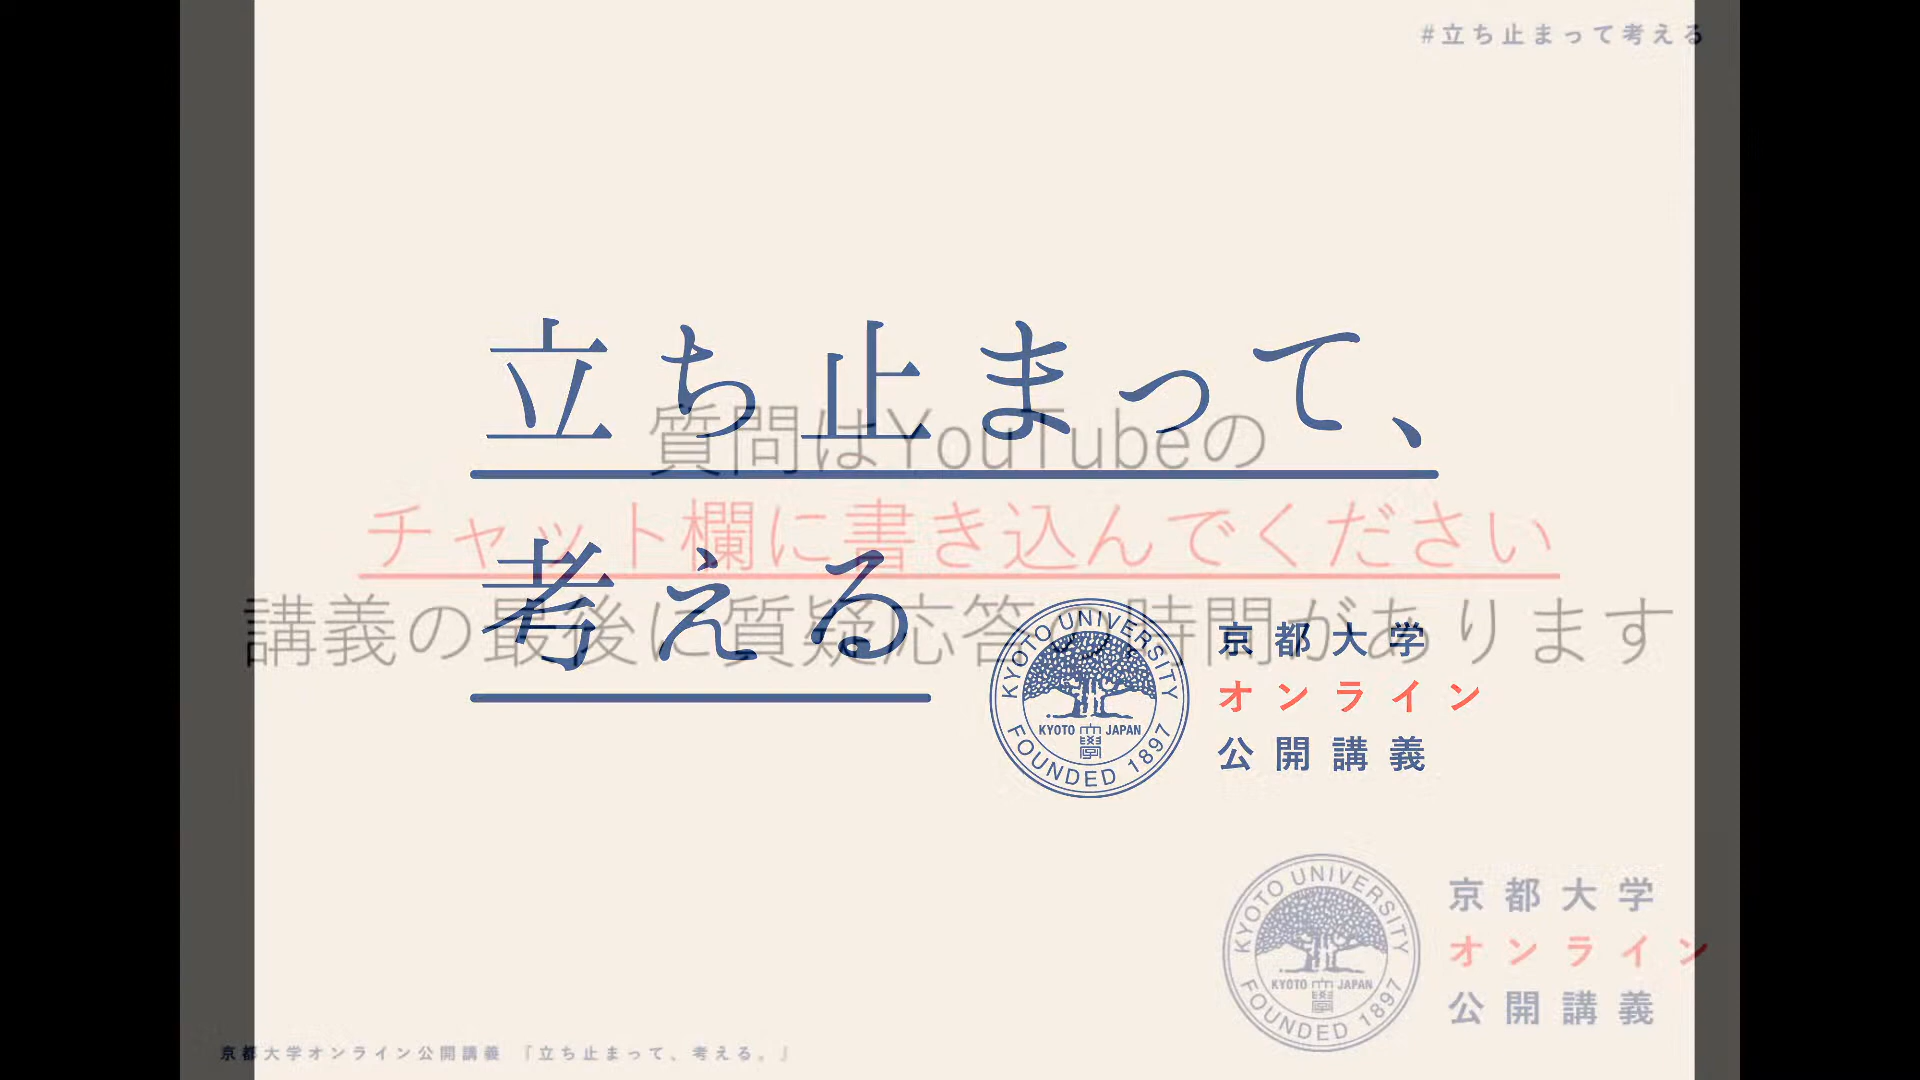 #立ち止まって考える
立ち止まって、
質問はYouTubeの
チャット欄に書き込んでください
考える
講義の最後に質疑応答の時間があります
KYOTO UNIVERSITY
KYOTO JAPAN
FOUNDED 1897
京都大学
オンライン
公開講義
KYOTO UNIVERSITY
KYOTO JAPAN
FOUNDED 1897
京都大学
オンライン
公開講義
京都大学オンライン公開講義 「立ち止まって、考える。」